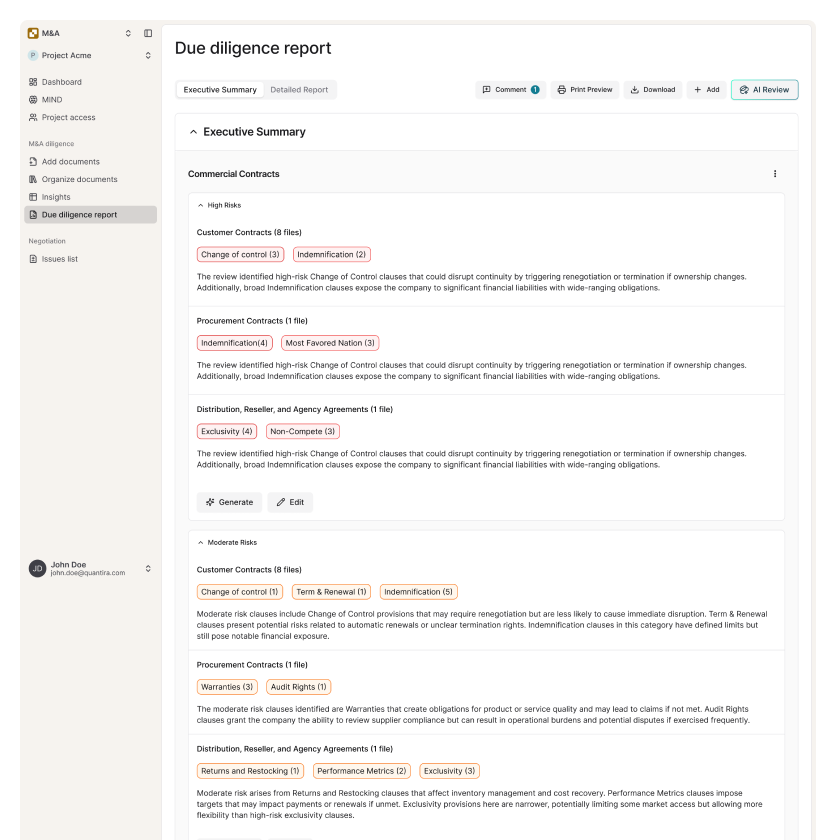 M&A
P Project Acme
Dashboard
MIND
Project access
M&A diligence
Add documents
Organize documents
Insights
Due diligence report
Negotiation
Issues list
JD
John Doe
john.doe@quantira.com
Due diligence report
Executive Summary Detailed Report
Comment 1 Print Preview Download Add AI Review
Executive Summary
Commercial Contracts
High Risks
Customer Contracts (8 files)
Change of control (3) Indemnification (2)
The review identified high-risk Change of Control clauses that could disrupt continuity by triggering renegotiation or termination if ownership changes.
Additionally, broad Indemnification clauses expose the company to significant financial liabilities with wide-ranging obligations.
Procurement Contracts (1 file)
Indemnification(4) Most Favored Nation (3)
The review identified high-risk Change of Control clauses that could disrupt continuity by triggering renegotiation or termination if ownership changes.
Additionally, broad Indemnification clauses expose the company to significant financial liabilities with wide-ranging obligations.
Distribution, Reseller, and Agency Agreements (1 file)
Exclusivity (4) Non-Compete (3)
The review identified high-risk Change of Control clauses that could disrupt continuity by triggering renegotiation or termination if ownership changes.
Additionally, broad Indemnification clauses expose the company to significant financial liabilities with wide-ranging obligations.
Generate Edit
Moderate Risks
Customer Contracts (8 files)
Change of control (1) Term & Renewal (1) Indemnification (5)
Moderate risk clauses include Change of Control provisions that may require renegotiation but are less likely to cause immediate disruption. Term & Renewal
clauses present potential risks related to automatic renewals or unclear termination rights. Indemnification clauses in this category have defined limits but
still pose notable financial exposure.
Procurement Contracts (1 file)
Warranties (3) Audit Rights (1)
The moderate risk clauses identified are Warranties that create obligations for product or service quality and may lead to claims if not met. Audit Rights
clauses grant the company the ability to review supplier compliance but can result in operational burdens and potential disputes if exercised frequently.
Distribution, Reseller, and Agency Agreements (1 file)
Returns and Restocking (1) Performance Metrics (2) Exclusivity (3)
Moderate risk arises from Returns and Restocking clauses that affect inventory management and cost recovery. Performance Metrics clauses impose
targets that may impact payments or renewals if unmet. Exclusivity provisions here are narrower, potentially limiting some market access but allowing more
flexibility than high-risk exclusivity clauses.